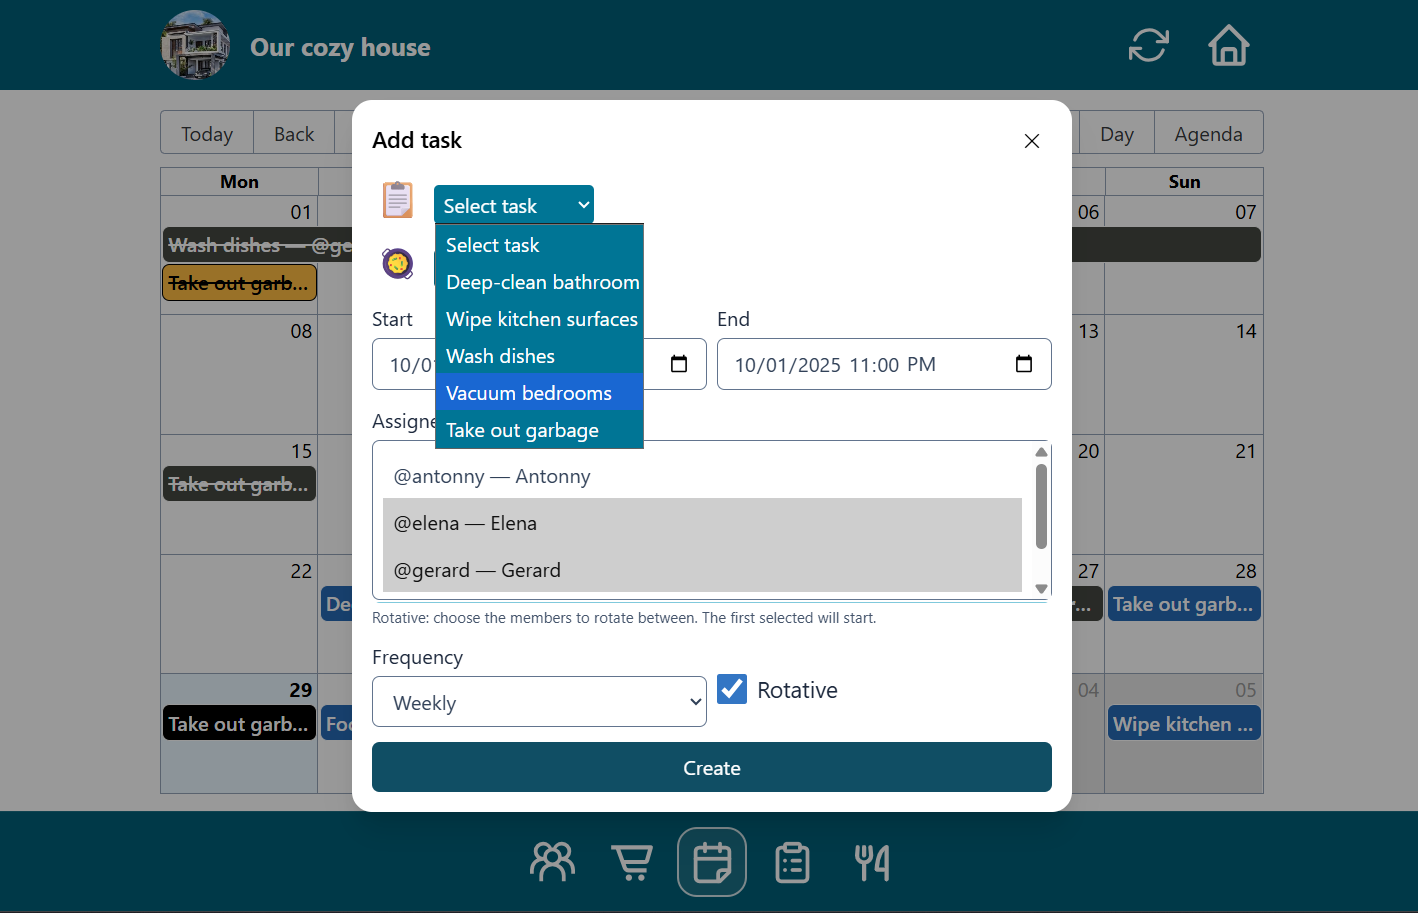 Our cozy house
Today Back Day Agenda
Add task
Mon Sun
Select task
01 06 07
Wash dishes — @ge
Select task
Take out garb...
Deep-clean bathroom
Start End
Wipe kitchen surfaces
08 13 14
Wash dishes
10/0 10/01/2025 11:00 PM
Vacuum bedrooms
Assigne
Take out garbage
15 20 21
@antonny — Antonny
Take out garb...
@elena — Elena
@gerard — Gerard
22 27 28
De ... Take out garb...
Rotative: choose the members to rotate between. The first selected will start.
Frequency
29 04 05
Weekly Rotative
Take out garb... Foo Wipe kitchen ...
Create